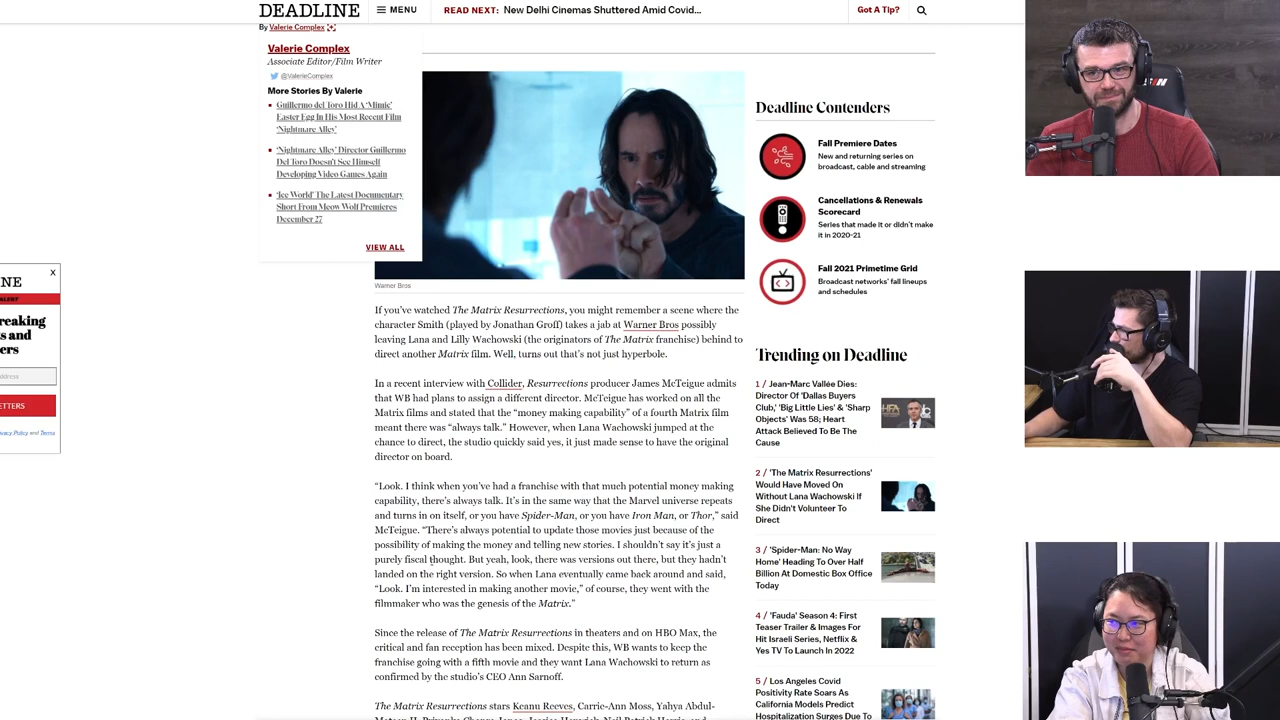 DEADLINE
MENU
READ NEXT: New Delhi Cinemas Shuttered Amid Covid...
Got A Tip?
By Valerie Complex [+]
Valerie Complex
Associate Editor/Film Writer
@ValerieComplex
More Stories By Valerie
Guillermo del Toro Hid A 'Mimic'
Easter Egg In His Most Recent Film
'Nightmare Alley'
'Nightmare Alley' Director Guillermo
Del Toro Doesn't See Himself
Developing Video Games Again
'Ice World' The Latest Documentary
Short From Meow Wolf Premieres
December 27
VIEW ALL
Warner Bros
If you've watched The Matrix Resurrections, you might remember a scene where the
character Smith (played by Jonathan Groff) takes a jab at Warner Bros possibly
leaving Lana and Lilly Wachowski (the originators of The Matrix franchise) behind to
direct another Matrix film. Well, turns out that's not just hyperbole.
In a recent interview with Collider, Resurrections producer James McTeigue admits
that WB had plans to assign a different director. McTeigue has worked on all the
Matrix films and stated that the "money making capability" of a fourth Matrix film
meant there was "always talk." However, when Lana Wachowski jumped at the
chance to direct, the studio quickly said yes, it just made sense to have the original
director on board.
"Look. I think when you've had a franchise with that much potential money making
capability, there's always talk. It's in the same way that the Marvel universe repeats
and turns in on itself, or you have Spider-Man, or you have Iron Man, or Thor," said
McTeigue. "There's always potential to update those movies just because of the
possibility of making the money and telling new stories. I shouldn't say it's just a
purely fiscal thought. But yeah, look, there was versions out there, but they hadn't
landed on the right version. So when Lana eventually came back around and said,
"Look. I'm interested in making another movie," of course, they went with the
filmmaker who was the genesis of the Matrix."
Since the release of The Matrix Resurrections in theaters and on HBO Max, the
critical and fan reception has been mixed. Despite this, WB wants to keep the
franchise going with a fifth movie and they want Lana Wachowski to return as
confirmed by the studio's CEO Ann Sarnoff.
The Matrix Resurrections stars Keanu Reeves, Carrie-Ann Moss, Yahya Abdul-
Deadline Contenders
Fall Premiere Dates
New and returning series on
broadcast, cable and streaming
Cancellations & Renewals
Scorecard
Series that made it or didn't make
it in 2020-21
Fall 2021 Primetime Grid
Broadcast networks' fall lineups
and schedules
Trending on Deadline
1 / Jean-Marc Vallée Dies:
Director Of 'Dallas Buyers
Club,' 'Big Little Lies' & 'Sharp
Objects' Was 58; Heart
Attack Believed To Be The
Cause
2 / 'The Matrix Resurrections'
Would Have Moved On
Without Lana Wachowski If
She Didn't Volunteer To
Direct
3 / 'Spider-Man: No Way
Home' Heading To Over Half
Billion At Domestic Box Office
Today
4 / 'Fauda' Season 4: First
Teaser Trailer & Images For
Hit Israeli Series, Netflix &
Yes TV To Launch In 2022
5 / Los Angeles Covid
Positivity Rate Soars As
California Models Predict
Hospitalization Surges Due To
X
NE
ALERT
reaking
s and
ers
address
ETTERS
ivacy Policy and Terms